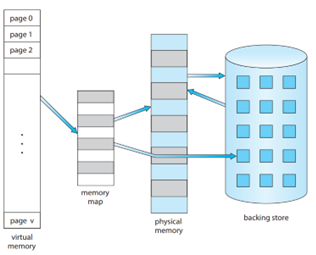 page 0
page 1
page 2
page v
virtual
memory
memory
map
physical
memory
backing store